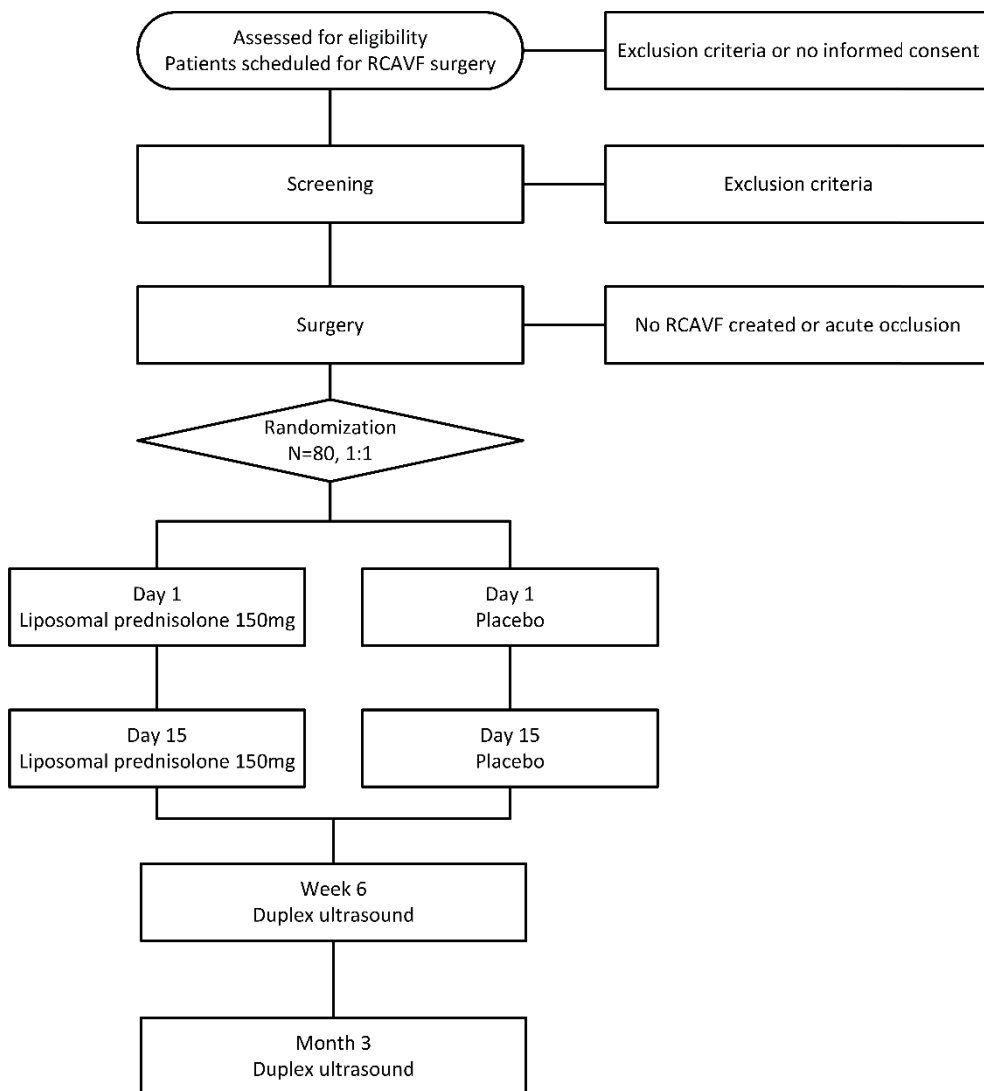 Assessed for eligibility
Patients scheduled for RCAVF surgery
Exclusion criteria or no informed consent
Screening
Exclusion criteria
Surgery
No RCAVF created or acute occlusion
Randomization
N=80, 1:1
Day 1
Liposomal prednisolone 150mg
Day 1
Placebo
Day 15
Liposomal prednisolone 150mg
Day 15
Placebo
Week 6
Duplex ultrasound
Month 3
Duplex ultrasound